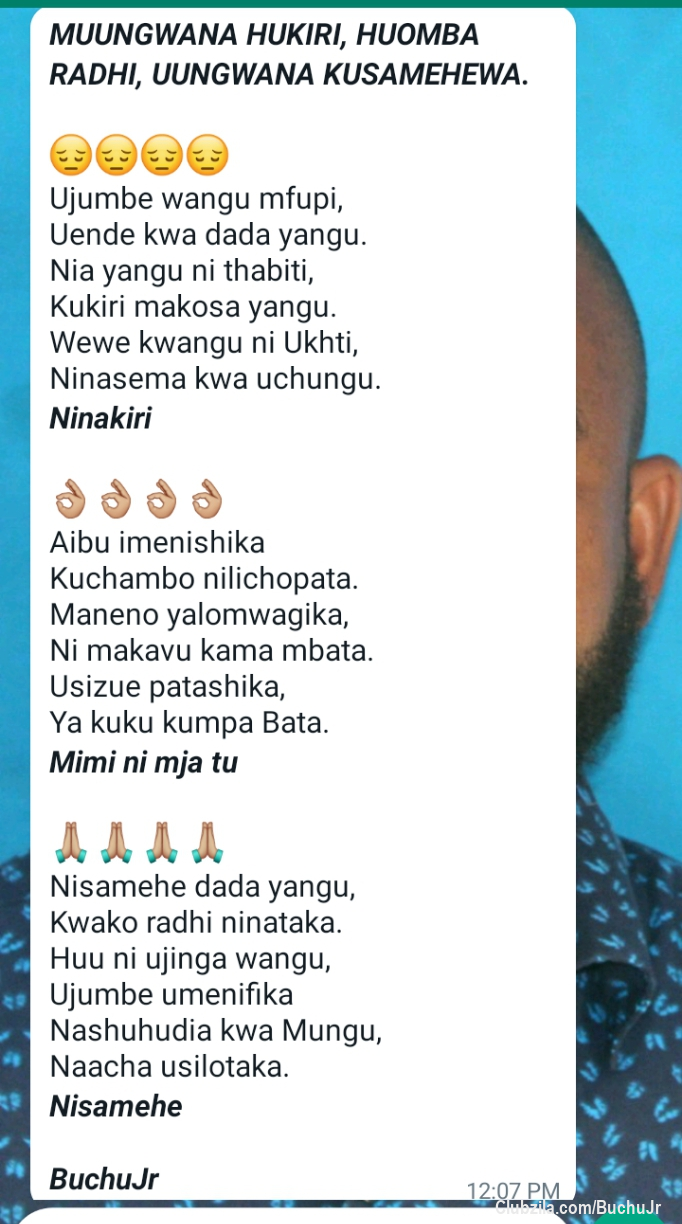 MUUNGWANA HUKIRI, HUOMBA
RADHI, UUNGWANA KUSAMEHEWA.
😔😔😔😔
Ujumbe wangu mfupi,
Uende kwa dada yangu.
Nia yangu ni thabiti,
Kukiri makosa yangu.
Wewe kwangu ni Ukhti,
Ninasema kwa uchungu.
Ninakiri
👌🏼👌🏼👌🏼👌🏼
Aibu imenishika
Kuchambo nilichopata.
Maneno yalomwagika,
Ni makavu kama mbata.
Usizue patashika,
Ya kuku kumpa Bata.
Mimi ni mja tu
🙏🏼🙏🏼🙏🏼🙏🏼
Nisamehe dada yangu,
Kwako radhi ninataka.
Huu ni ujinga wangu,
Ujumbe umenifika
Nashuhudia kwa Mungu,
Naacha usilotaka.
Nisamehe
BuchuJr
12:07 PM
Clubzila.com/BuchuJr